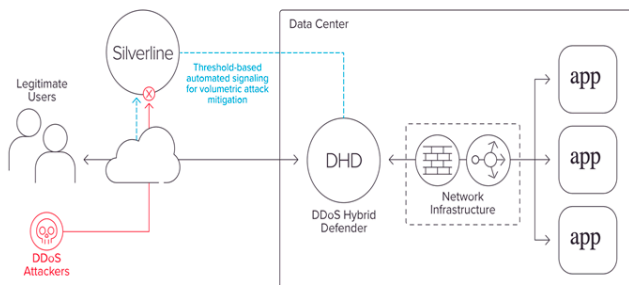 Data Center
Silverline
Threshold-based
automated signaling
for volumetric attack
mitigation
Legitimate
Users
app
DHD
DDoS Hybrid
Defender
Network
Infrastructure
app
DDoS
Attackers
app